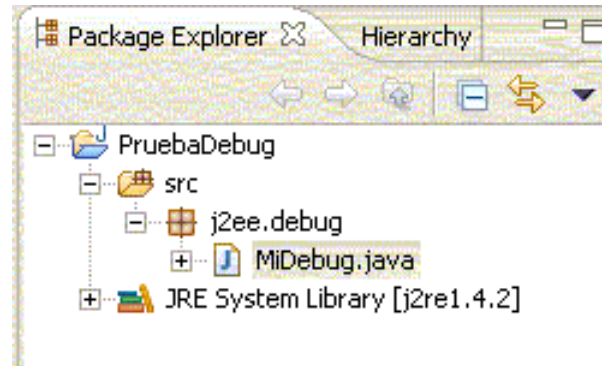 Package Explorer Hierarchy
PruebaDebug
src
j2ee.debug
MiDebug.java
JRE System Library [j2re1.4.2]